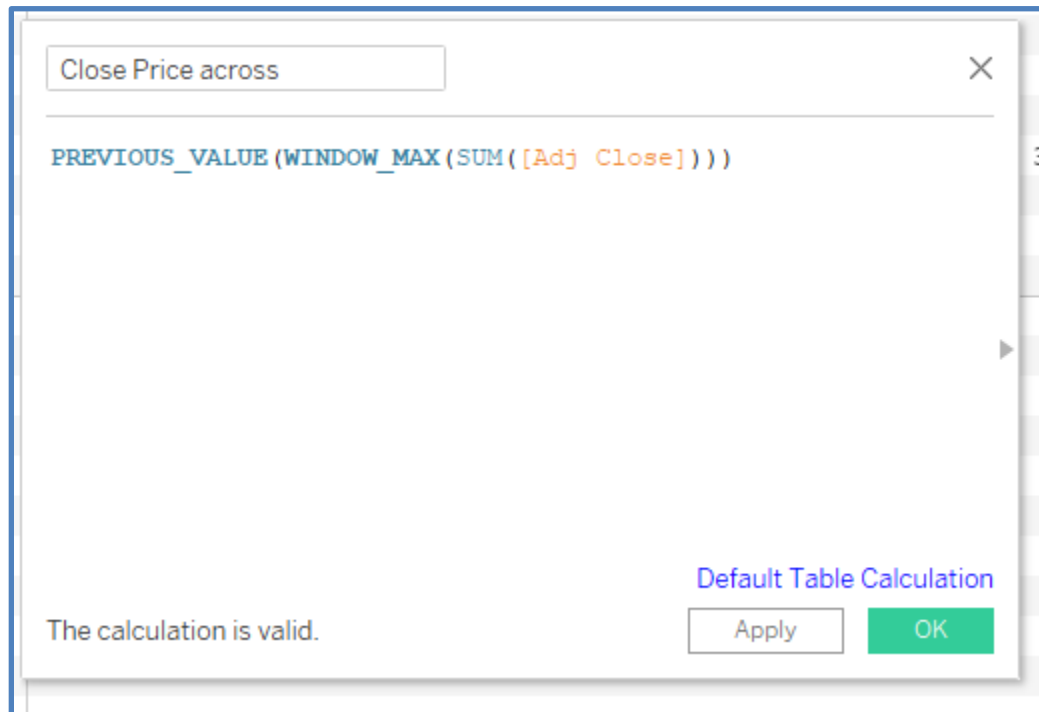 Close Price across
PREVIOUS_VALUE(WINDOW_MAX(SUM([Adj Close])))
Default Table Calculation
The calculation is valid.
Apply
OK